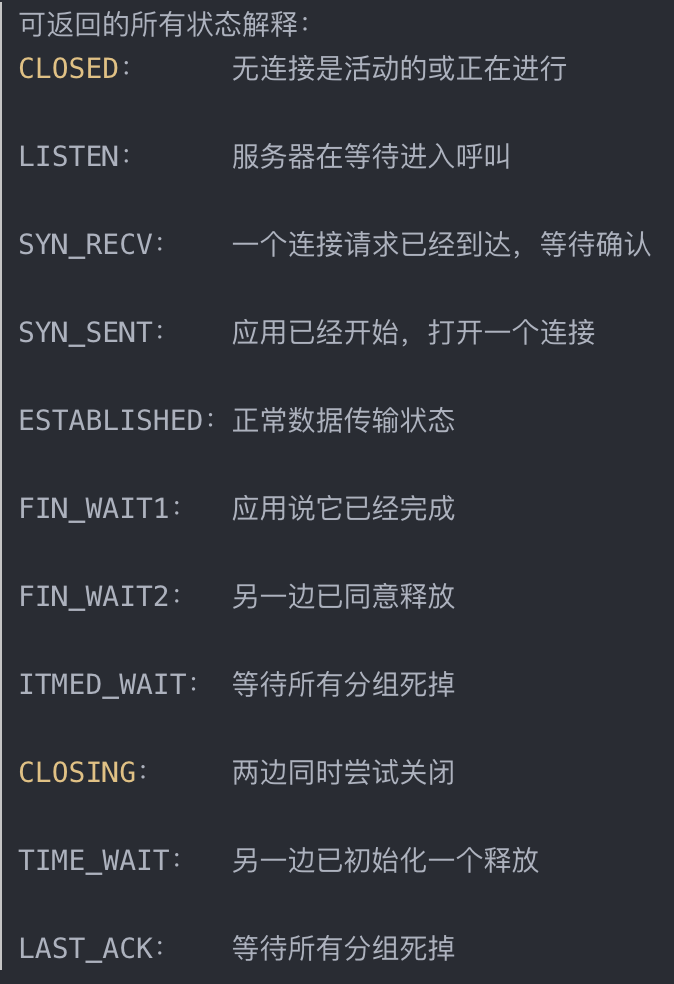 可返回的所有状态解释：
CLOSED： 无连接是活动的或正在进行
LISTEN： 服务器在等待进入呼叫
SYN_RECV： 一个连接请求已经到达，等待确认
SYN_SENT： 应用已经开始，打开一个连接
ESTABLISHED： 正常数据传输状态
FIN_WAIT1： 应用说它已经完成
FIN_WAIT2： 另一边已同意释放
ITMED_WAIT： 等待所有分组死掉
CLOSING： 两边同时尝试关闭
TIME_WAIT： 另一边已初始化一个释放
LAST_ACK： 等待所有分组死掉